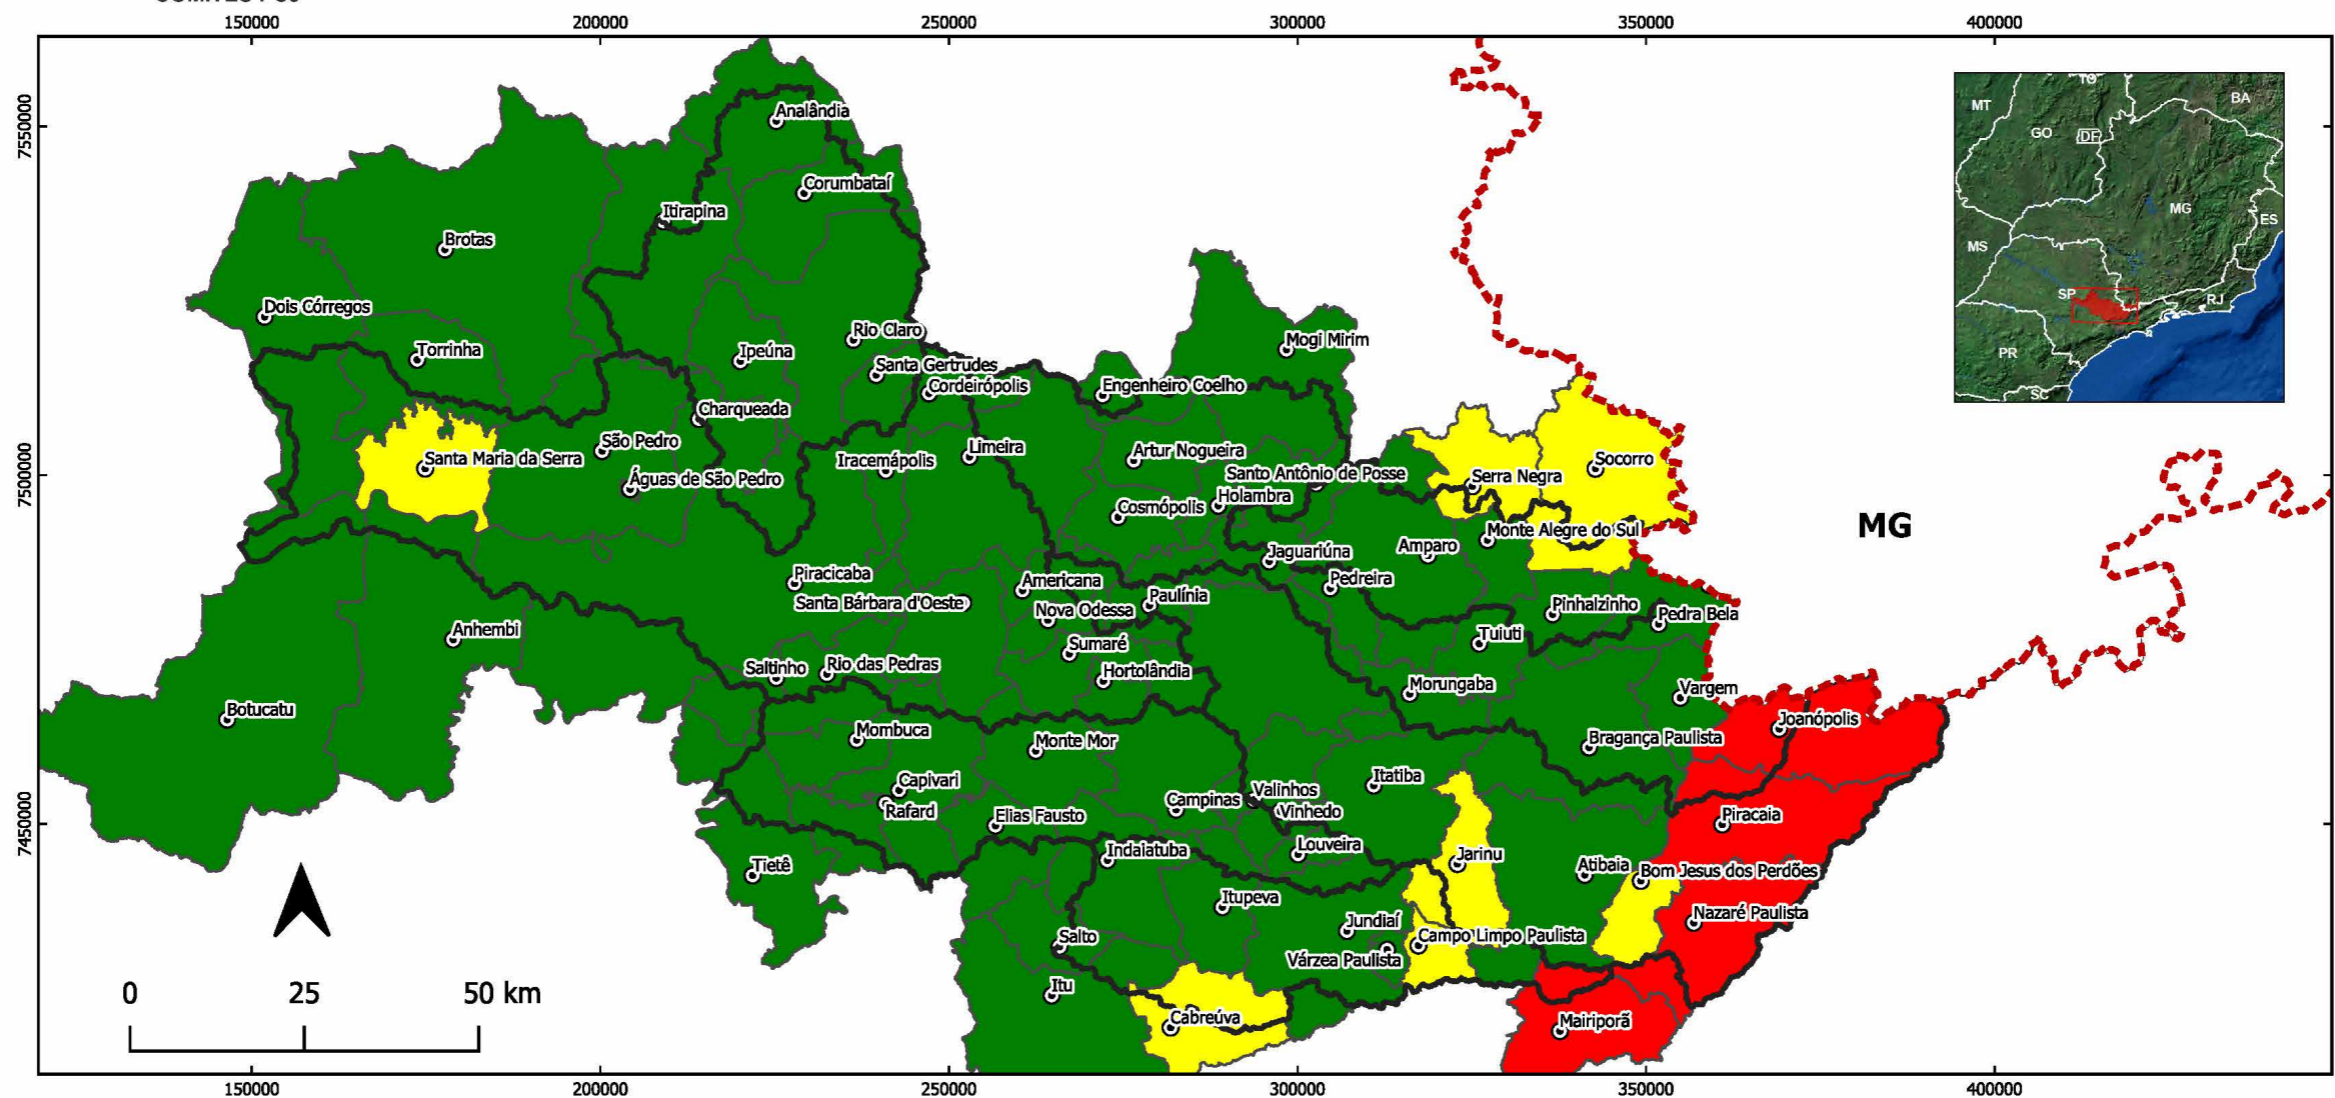 150000 200000 250000 300000 350000 400000
7550000
7500000
7450000
Analândia
Corumbataí
Itirapina
Brotas
Dois Córregos
Torrinha
Ipeúna
Rio Claro
Santa Gertrudes
Cordeirópolis
Engenheiro Coelho
Mogi Mirim
Charqueada
São Pedro
Santa Maria da Serra
Águas de São Pedro
Iracemápolis
Limeira
Artur Nogueira
Santo Antônio de Posse
Holambra
Cosmópolis
Serra Negra
Socorro
Monte Alegre do Sul
Amparo
Jaguariúna
Pedreira
Piracicaba
Santa Bárbara d'Oeste
Americana
Nova Odessa
Paulínia
Sumaré
Hortolândia
Pinhalzinho
Pedra Bela
Tuiuti
Anhembi
Saltinho
Rio das Pedras
Morungaba
Vargem
Botucatu
Mombuca
Monte Mor
Bragança Paulista
Joanópolis
Capivari
Rafard
Elias Fausto
Campinas
Valinhos
Vinhedo
Itatiba
Piracaia
Tietê
Indaiatuba
Louveira
Jarinu
Atibaia
Bom Jesus dos Perdões
Itupeva
Jundiaí
Nazaré Paulista
Salto
Várzea Paulista
Campo Limpo Paulista
Itu
Cabreúva
Mairiporã
MG
TO
MT
BA
GO
DF
MG
ES
MS
SP
RJ
PR
SC
0 25 50 km
150000 200000 250000 300000 350000 400000